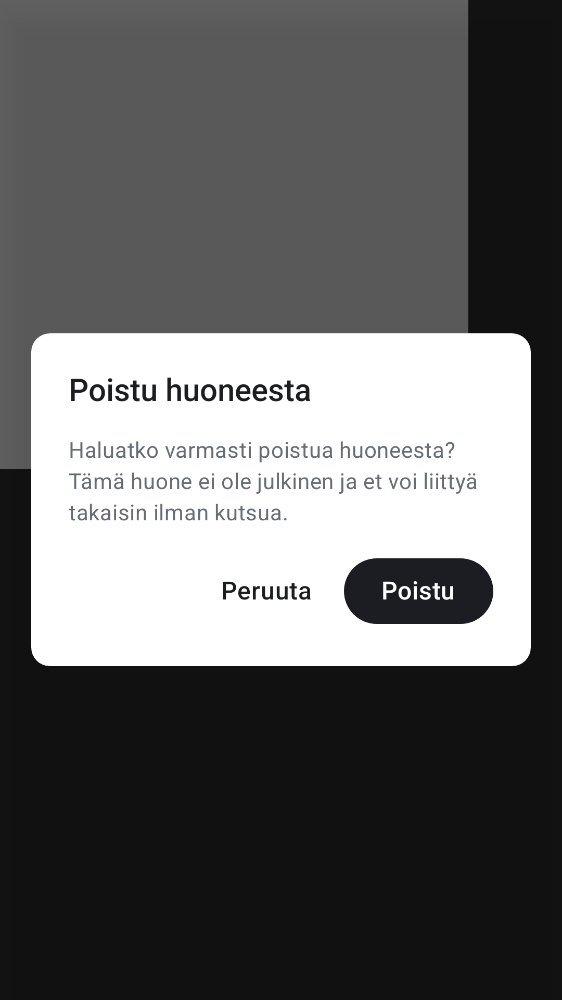 Poistu huoneesta
Haluatko varmasti poistua huoneesta?
Tämä huone ei ole julkinen ja et voi liittyä
takaisin ilman kutsua.
Peruuta
Poistu